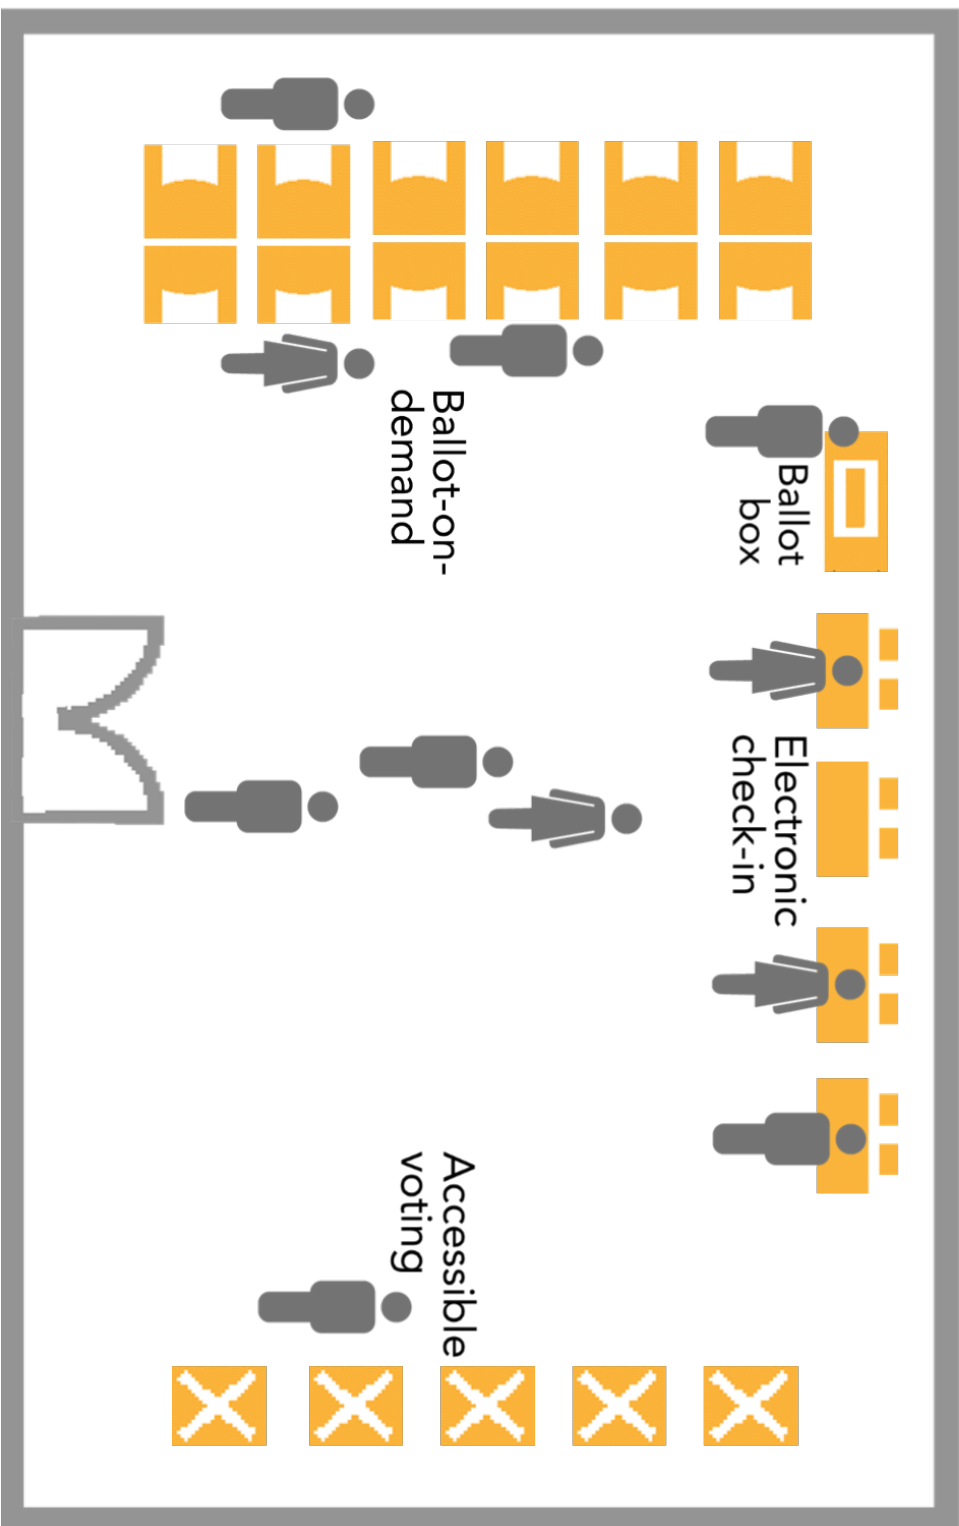 Ballot-on-
demand
Ballot
box
Electronic
check-in
Accessible
voting